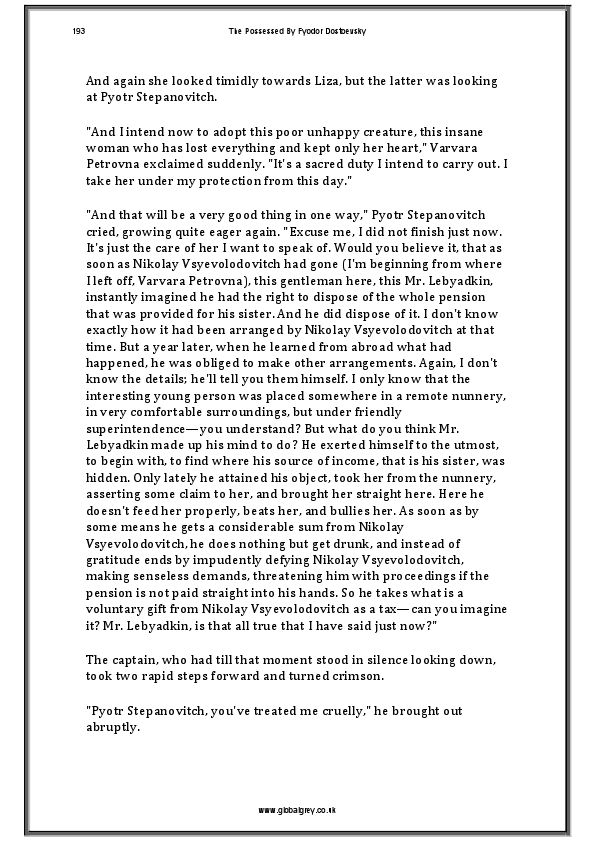 193
The Possessed By Fyodor Dostoevsky
And again she looked timidly towards Liza, but the latter was looking
at Pyotr Stepanovitch.
"And I intend now to adopt this poor unhappy creature, this insane
woman who has lost everything and kept only her heart," Varvara
Petrovna exclaimed suddenly. "It's a sacred duty I intend to carry out. I
take her under my protection from this day."
"And that will be a very good thing in one way," Pyotr Stepanovitch
cried, growing quite eager again. "Excuse me, I did not finish just now.
It's just the care of her I want to speak of. Would you believe it, that as
soon as Nikolay Vsyevolodovitch had gone (I'm beginning from where
I left off, Varvara Petrovna), this gentleman here, this Mr. Lebyadkin,
instantly imagined he had the right to dispose of the whole pension
that was provided for his sister. And he did dispose of it. I don't know
exactly how it had been arranged by Nikolay Vsyevolodovitch at that
time. But a year later, when he learned from abroad what had
happened, he was obliged to make other arrangements. Again, I don't
know the details; he'll tell you them himself. I only know that the
interesting young person was placed somewhere in a remote nunnery,
in very comfortable surroundings, but under friendly
superintendence—you understand? But what do you think Mr.
Lebyadkin made up his mind to do? He exerted himself to the utmost,
to begin with, to find where his source of income, that is his sister, was
hidden. Only lately he attained his object, took her from the nunnery,
asserting some claim to her, and brought her straight here. Here he
doesn't feed her properly, beats her, and bullies her. As soon as by
some means he gets a considerable sum from Nikolay
Vsyevolodovitch, he does nothing but get drunk, and instead of
gratitude ends by impudently defying Nikolay Vsyevolodovitch,
making senseless demands, threatening him with proceedings if the
pension is not paid straight into his hands. So he takes what is a
voluntary gift from Nikolay Vsyevolodovitch as a tax—can you imagine
it? Mr. Lebyadkin, is that all true that I have said just now?"
The captain, who had till that moment stood in silence looking down,
took two rapid steps forward and turned crimson.
"Pyotr Stepanovitch, you've treated me cruelly," he brought out
abruptly.
www.globalgrey.co.uk